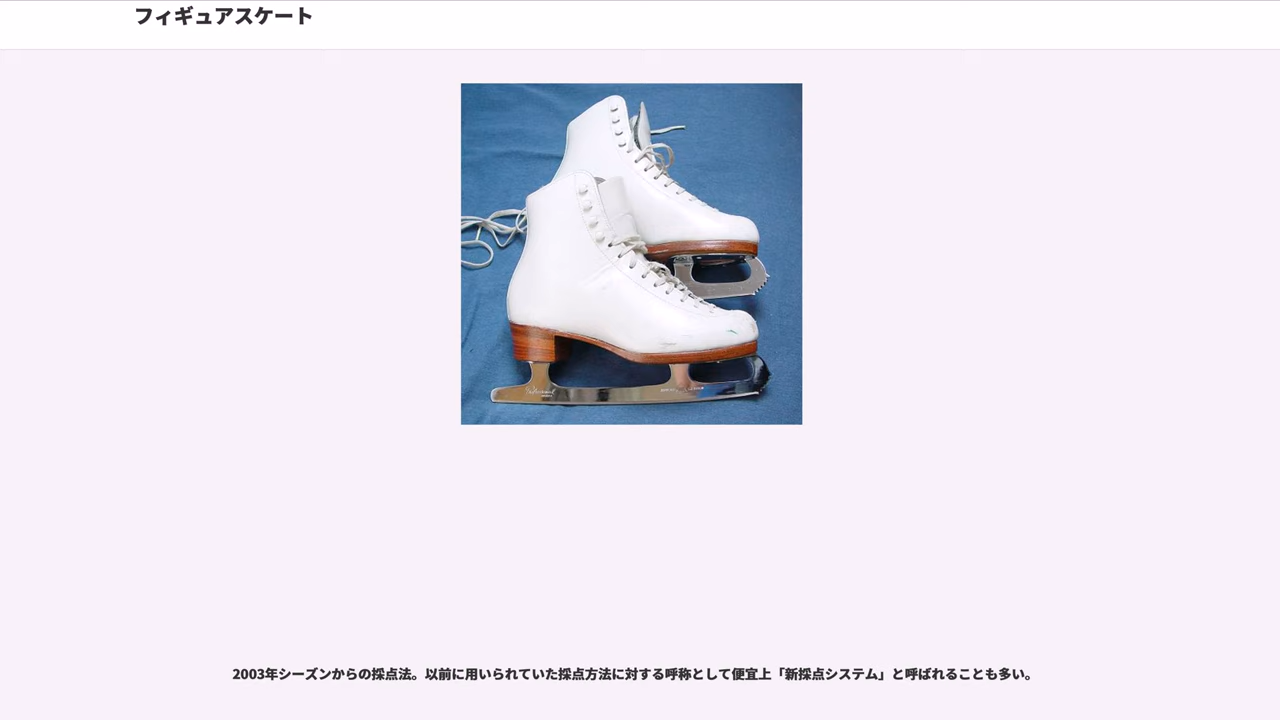 フィギュアスケート
2003年シーズンからの採点法。以前に用いられていた採点方法に対する呼称として便宜上「新採点システム」と呼ばれることも多い。